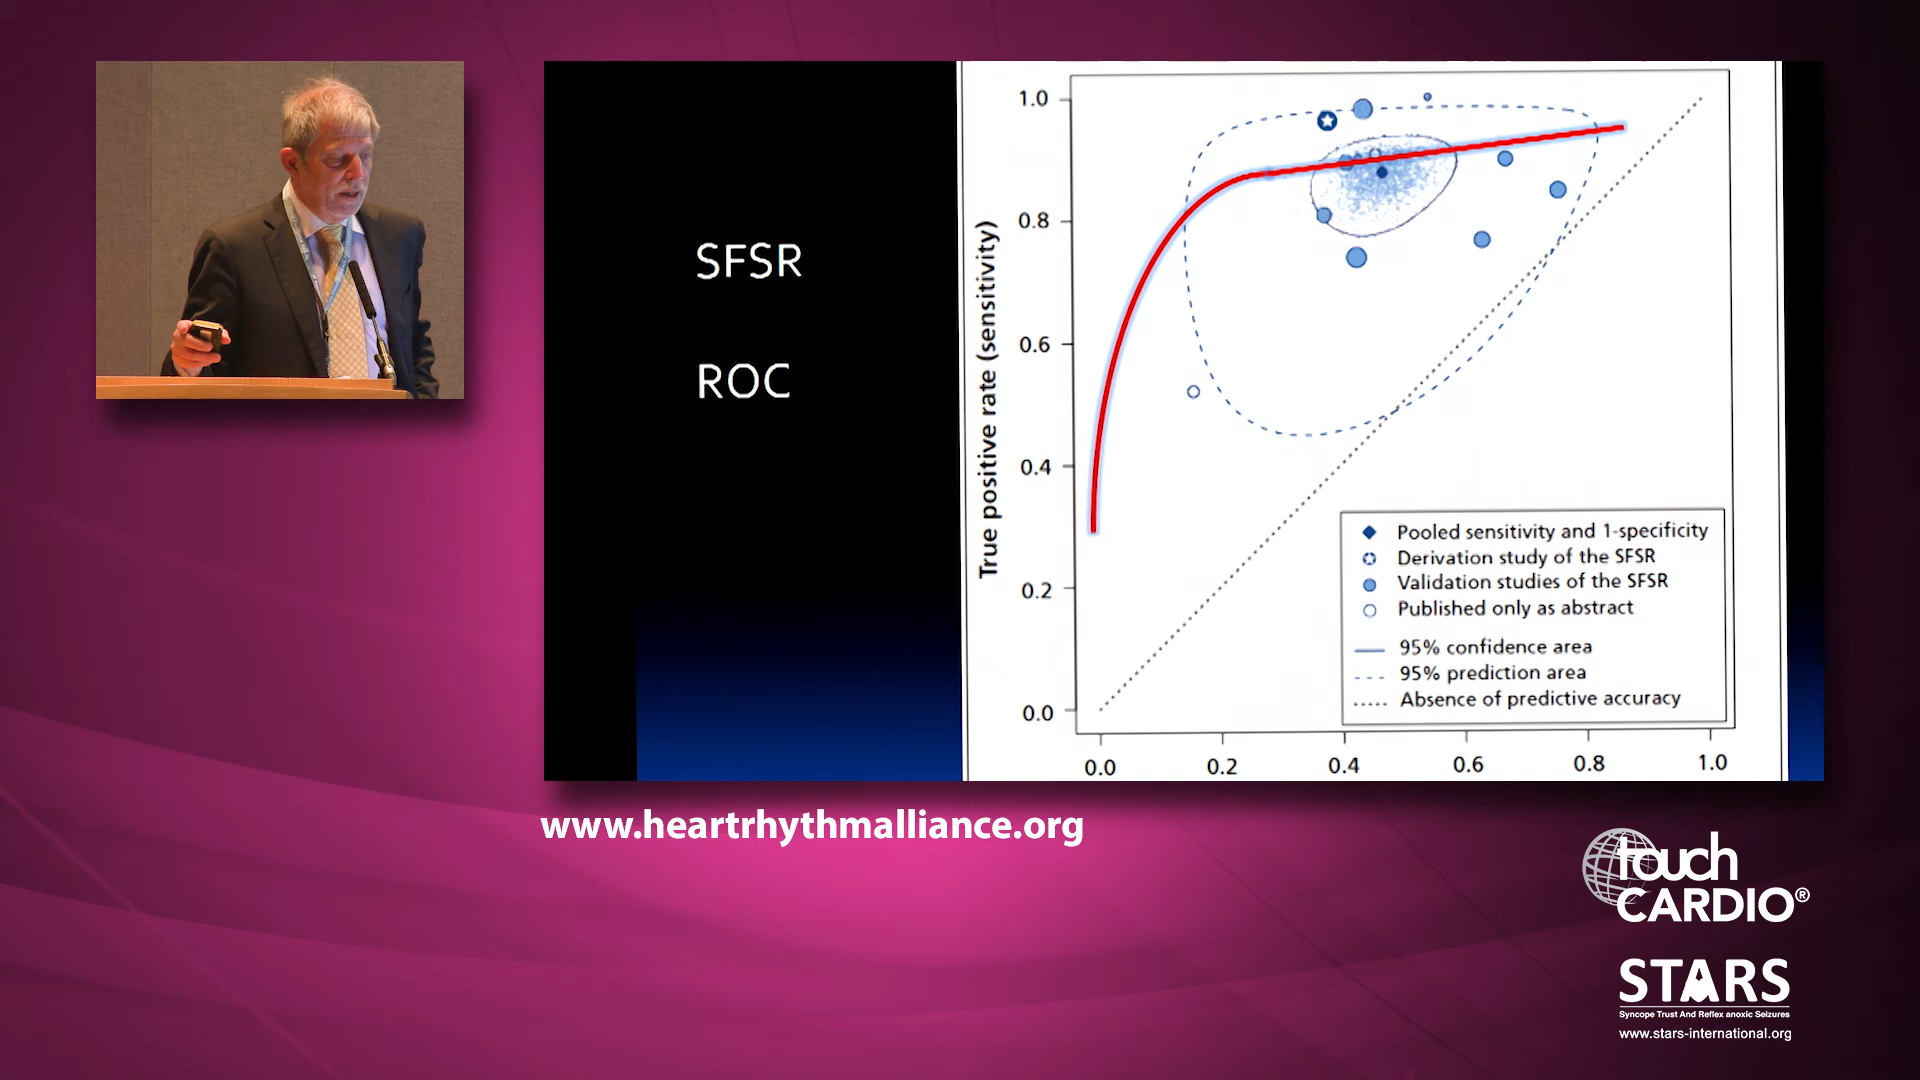 SFSR
ROC
True positive rate (sensitivity)
1.0
0.8
0.6
0.4
0.2
0.0
0.0 0.2 0.4 0.6 0.8 1.0
Pooled sensitivity and 1-specificity
Derivation study of the SFSR
Validation studies of the SFSR
Published only as abstract
95% confidence area
95% prediction area
Absence of predictive accuracy
www.heartrhythmalliance.org
touch
CARDIO®
STARS
Syncope Trust And Reflex anoxic Seizures
www.stars-international.org